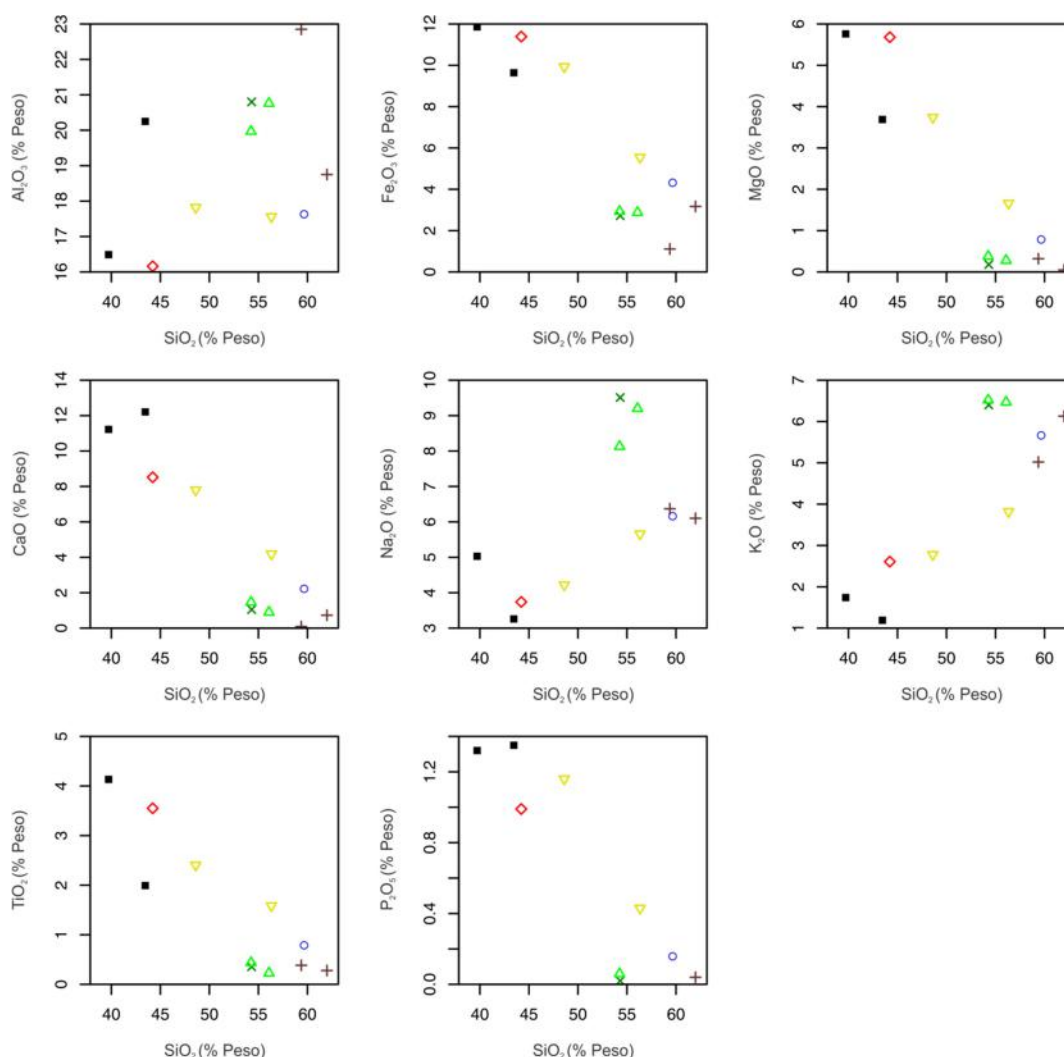 Al₂O₃ (% Peso)
16 17 18 19 20 21 22 23
40 45 50 55 60
SiO₂ (% Peso)
Fe₂O₃ (% Peso)
0 2 4 6 8 10 12
40 45 50 55 60
SiO₂ (% Peso)
MgO (% Peso)
0 1 2 3 4 5 6
40 45 50 55 60
SiO₂ (% Peso)
CaO (% Peso)
0 2 4 6 8 10 12 14
40 45 50 55 60
SiO₂ (% Peso)
Na₂O (% Peso)
3 4 5 6 7 8 9 10
40 45 50 55 60
SiO₂ (% Peso)
K₂O (% Peso)
1 2 3 4 5 6 7
40 45 50 55 60
SiO₂ (% Peso)
TiO₂ (% Peso)
0 1 2 3 4 5
40 45 50 55 60
SiO₂ (% Peso)
P₂O₅ (% Peso)
0.0 0.4 0.8 1.2
40 45 50 55 60
SiO₂ (% Peso)